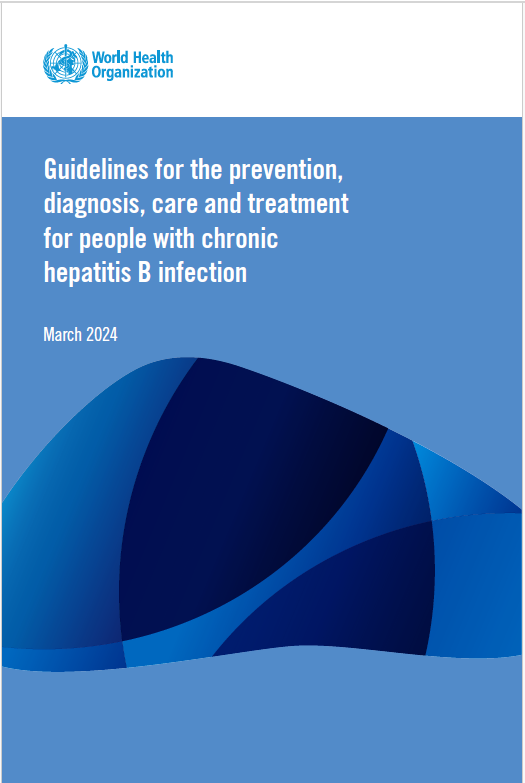 World Health
Organization
Guidelines for the prevention,
diagnosis, care and treatment
for people with chronic
hepatitis B infection
March 2024